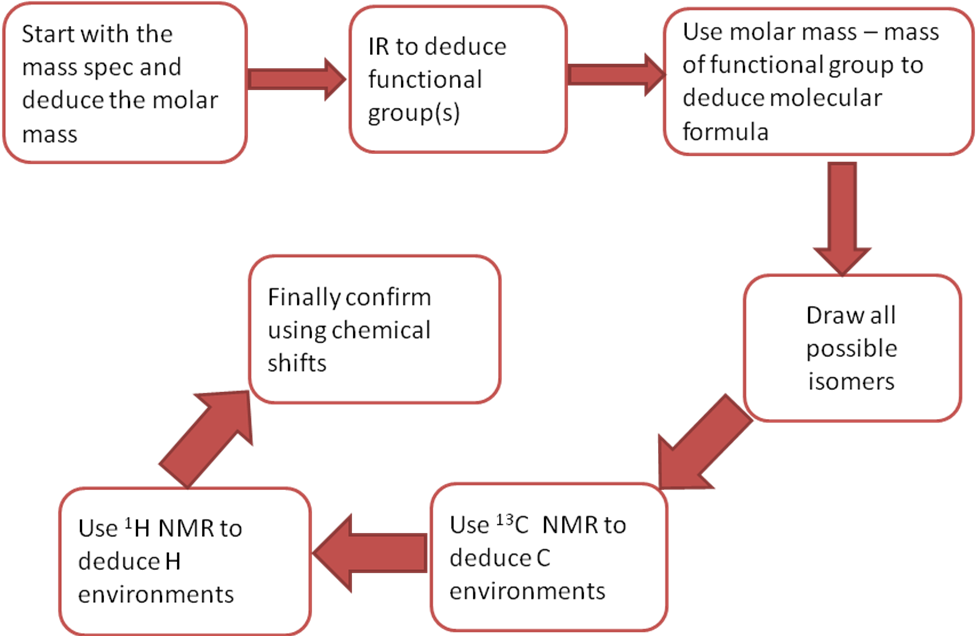 Start with the
mass spec and
deduce the molar
mass
IR to deduce
functional
group(s)
Use molar mass – mass
of functional group to
deduce molecular
formula
Draw all
possible
isomers
Use ¹³C NMR to
deduce C
environments
Use ¹H NMR to
deduce H
environments
Finally confirm
using chemical
shifts